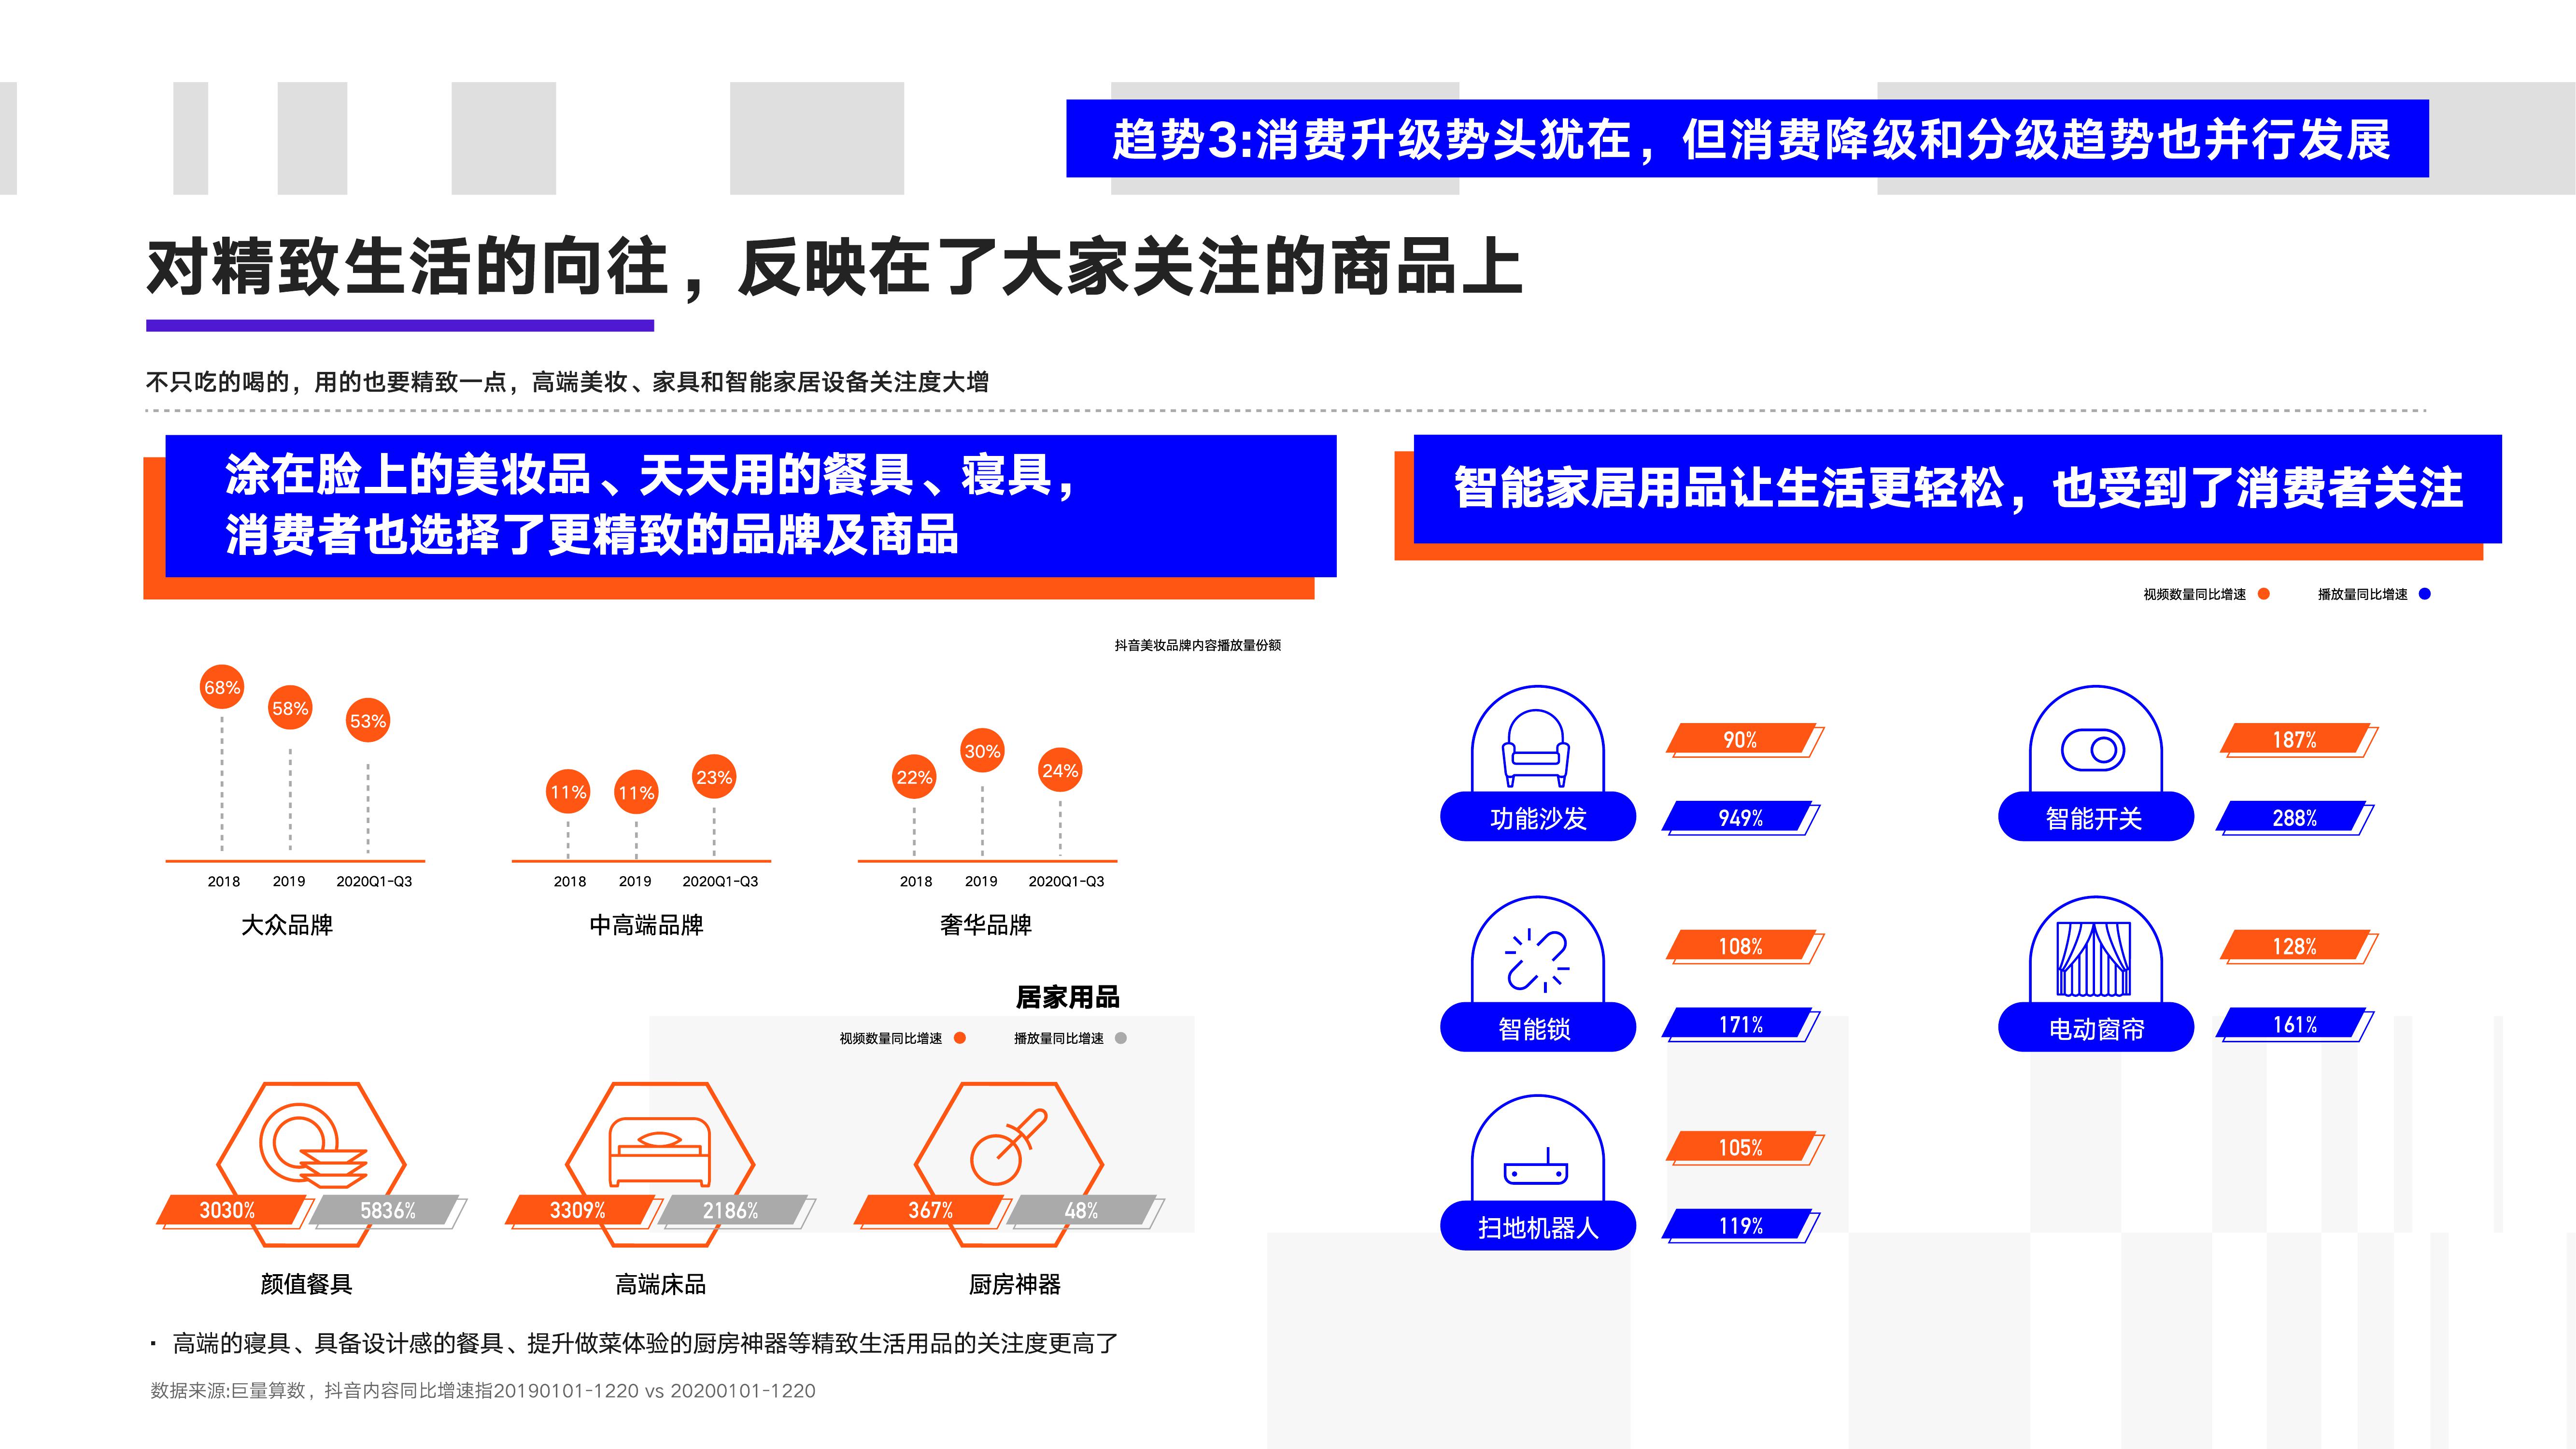 趋势3:消费升级势头犹在，但消费降级和分级趋势也并行发展
对精致生活的向往，反映在了大家关注的商品上
不只吃的喝的，用的也要精致一点，高端美妆、家具和智能家居设备关注度大增
涂在脸上的美妆品、天天用的餐具、寝具，
消费者也选择了更精致的品牌及商品
抖音美妆品牌内容播放量份额
68% 58% 53%
2018 2019 2020Q1-Q3
大众品牌
11% 11% 23%
2018 2019 2020Q1-Q3
中高端品牌
22% 30% 24%
2018 2019 2020Q1-Q3
奢华品牌
居家用品
视频数量同比增速 播放量同比增速
3030% 5836%
颜值餐具
3309% 2186%
高端床品
367% 48%
厨房神器
· 高端的寝具、具备设计感的餐具、提升做菜体验的厨房神器等精致生活用品的关注度更高了
数据来源:巨量算数，抖音内容同比增速指20190101-1220 vs 20200101-1220
智能家居用品让生活更轻松，也受到了消费者关注
视频数量同比增速 播放量同比增速
90%
949%
功能沙发
187%
288%
智能开关
108%
171%
智能锁
128%
161%
电动窗帘
105%
119%
扫地机器人